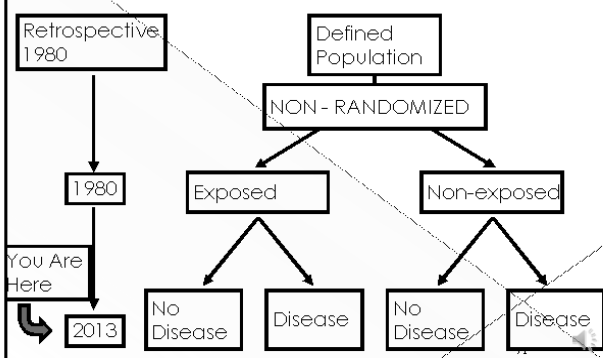 Retrospective
1980
Defined
Population
NON - RANDOMIZED
1980
Exposed
Non-exposed
You Are
Here
2013
No
Disease
Disease
No
Disease
Disease